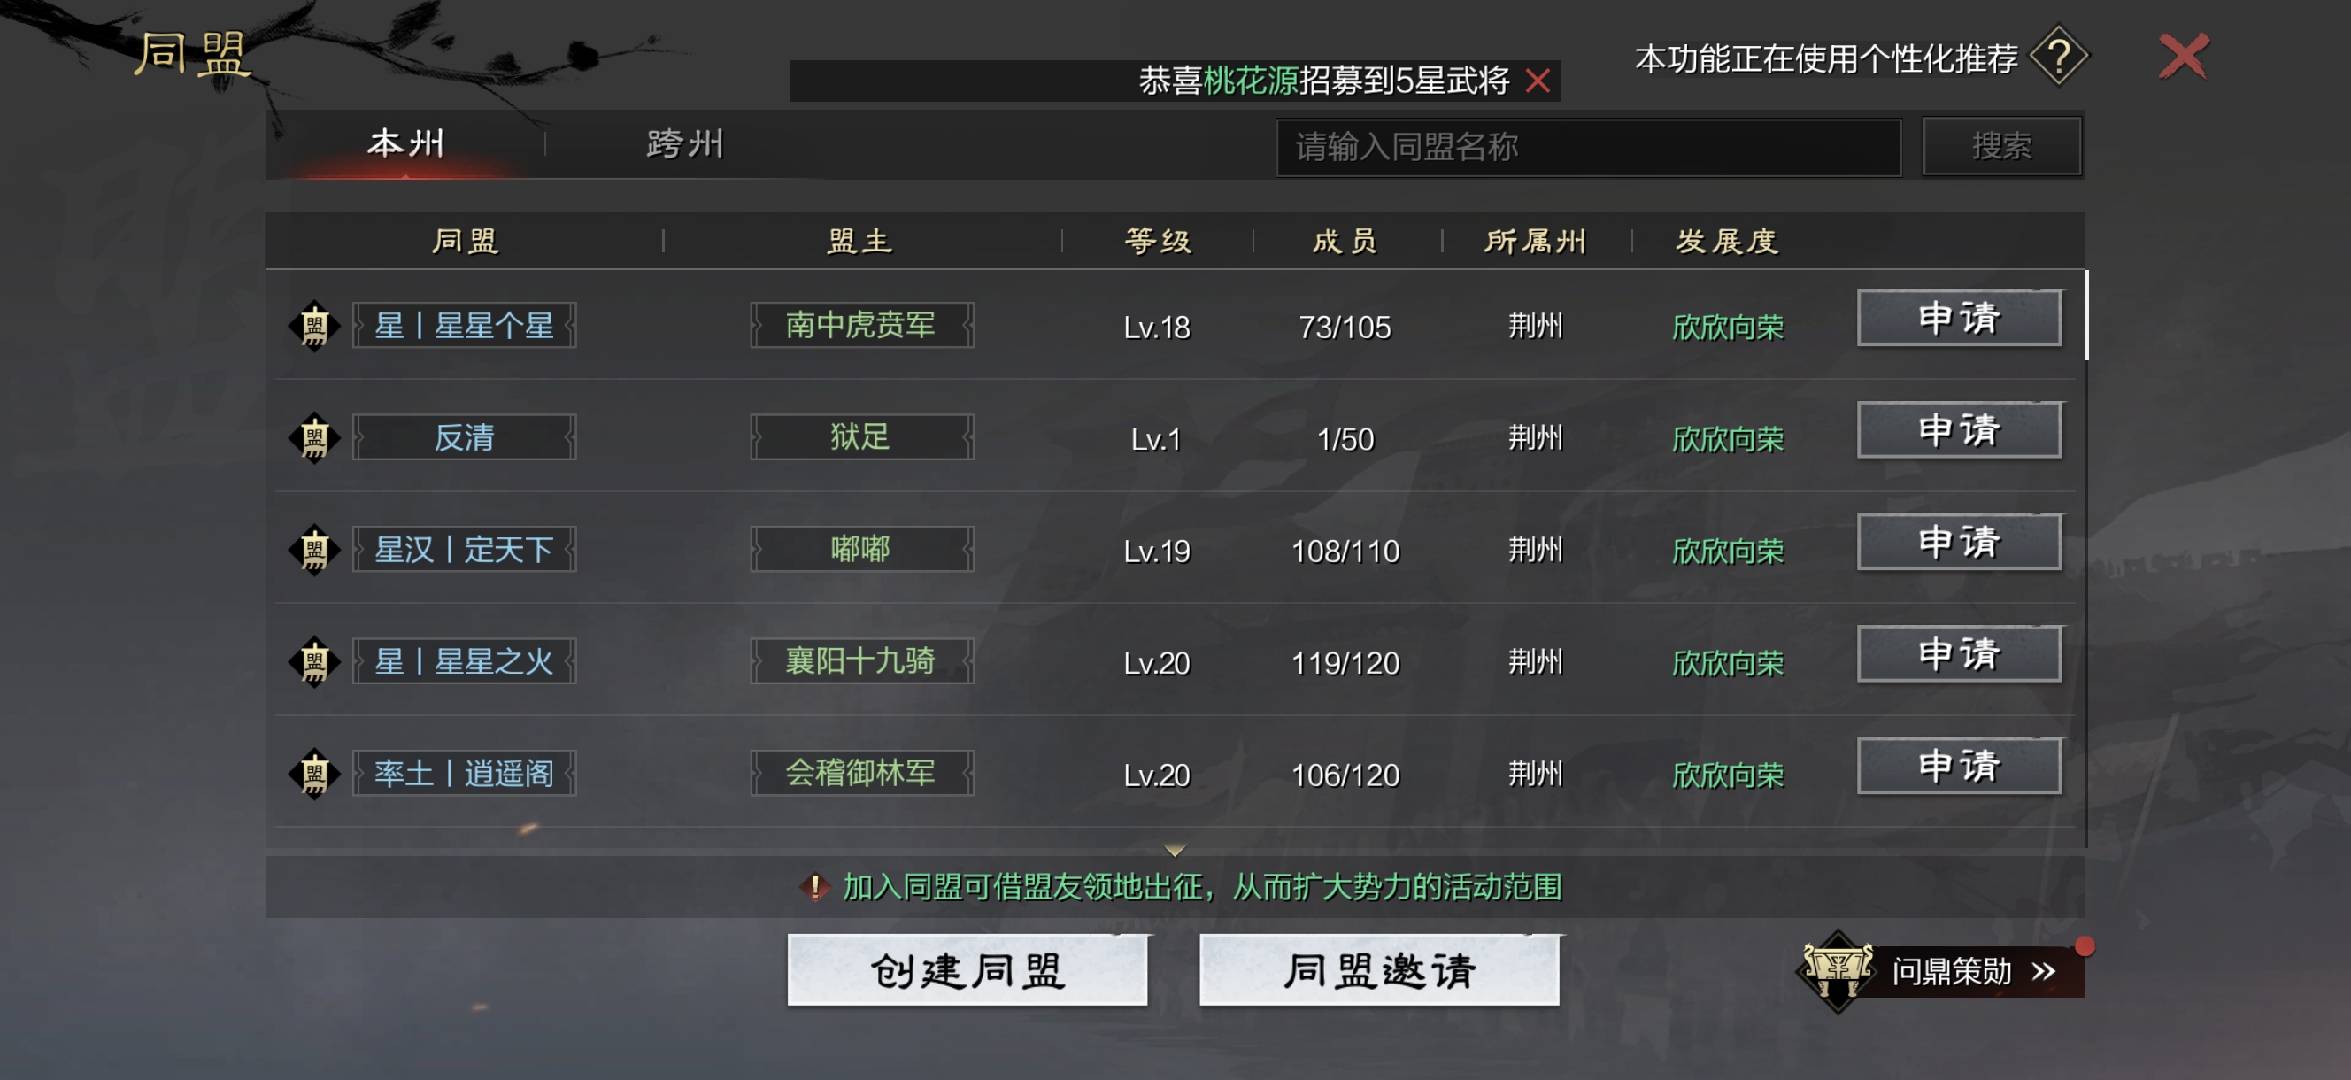 同盟
恭喜桃花源招募到5星武将
本功能正在使用个性化推荐 ?
本州 跨州 请输入同盟名称 搜索
同盟 盟主 等级 成员 所属州 发展度
盟 星丨星星个星 南中虎贲军 Lv.18 73/105 荆州 欣欣向荣 申请
盟 反清 狱足 Lv.1 1/50 荆州 欣欣向荣 申请
盟 星汉丨定天下 嘟嘟 Lv.19 108/110 荆州 欣欣向荣 申请
盟 星丨星星之火 襄阳十九骑 Lv.20 119/120 荆州 欣欣向荣 申请
盟 率土丨逍遥阁 会稽御林军 Lv.20 106/120 荆州 欣欣向荣 申请
! 加入同盟可借盟友领地出征，从而扩大势力的活动范围
创建同盟 同盟邀请 问鼎策勋 »